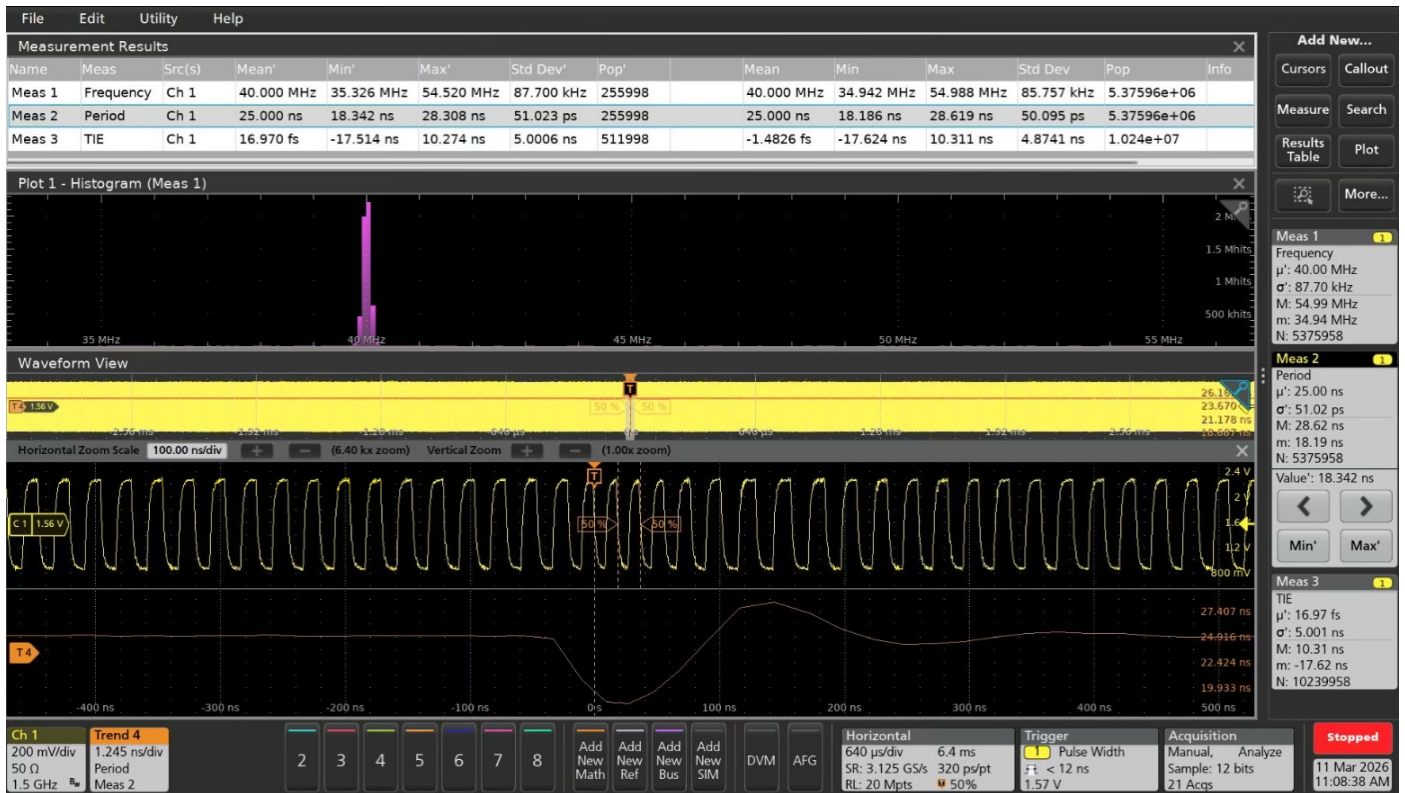 File Edit Utility Help
Measurement Results
Name Meas Src(s) Mean' Min' Max' Std Dev' Pop' Mean Min Max Std Dev Pop Info
Meas 1 Frequency Ch 1 40.000 MHz 35.326 MHz 54.520 MHz 87.700 kHz 255998 40.000 MHz 34.942 MHz 54.988 MHz 85.757 kHz 5.37596e+06
Meas 2 Period Ch 1 25.000 ns 18.342 ns 28.308 ns 51.023 ps 255998 25.000 ns 18.186 ns 28.619 ns 50.095 ps 5.37596e+06
Meas 3 TIE Ch 1 16.970 fs -17.514 ns 10.274 ns 5.0006 ns 511998 -1.4826 fs -17.624 ns 10.311 ns 4.8741 ns 1.024e+07
Plot 1 - Histogram (Meas 1)
1.5 Mhits
1 Mhits
500 khits
35 MHz 40 MHz 45 MHz 50 MHz 55 MHz
Waveform View
T
T4 1.56 V
50 % 50 %
23.670
21.178 ns
18.687 ns
-2.56 ms -1.92 ms -1.28 ms -640 µs 0 s 640 µs 1.28 ms 1.92 ms 2.56 ms
Horizontal Zoom Scale 100.00 ns/div + − (6.40 kx zoom) Vertical Zoom + − (1.00x zoom)
T
2.4 V
2 V
C 1 1.56 V 50 % 50 % 1.6
1.2 V
800 mV
27.407 ns
24.916 ns
T 4
22.424 ns
19.933 ns
-400 ns -300 ns -200 ns -100 ns 0 s 100 ns 200 ns 300 ns 400 ns 500 ns
Add New...
Cursors Callout
Measure Search
Results Table Plot
More...
Meas 1 1
Frequency
µ': 40.00 MHz
σ': 87.70 kHz
M: 54.99 MHz
m: 34.94 MHz
N: 5375958
Meas 2 1
Period
µ': 25.00 ns
σ': 51.02 ps
M: 28.62 ns
m: 18.19 ns
N: 5375958
Value': 18.342 ns
Min' Max'
Meas 3 1
TIE
µ': 16.97 fs
σ': 5.001 ns
M: 10.31 ns
m: -17.62 ns
N: 10239958
Ch 1
200 mV/div
50 Ω
1.5 GHz Bw
Trend 4
1.245 ns/div
Period
Meas 2
2 3 4 5 6 7 8
Add New Math
Add New Ref
Add New Bus
Add New SIM
DVM AFG
Horizontal
640 µs/div 6.4 ms
SR: 3.125 GS/s 320 ps/pt
RL: 20 Mpts 50%
Trigger
1 Pulse Width
< 12 ns
1.57 V
Acquisition
Manual, Analyze
Sample: 12 bits
21 Acqs
Stopped
11 Mar 2026
11:08:38 AM